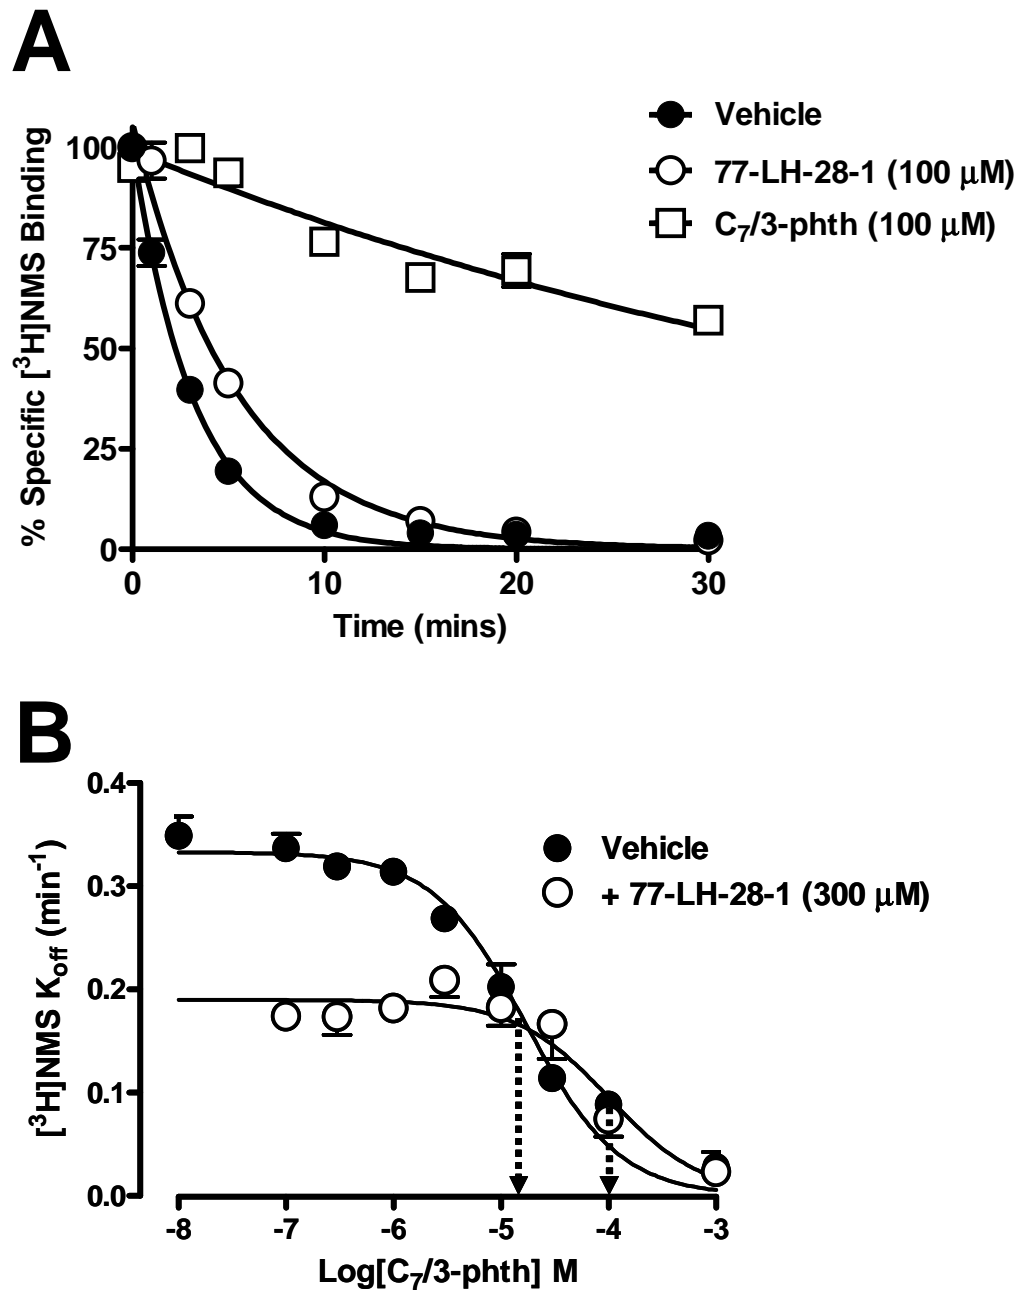 A
% Specific [³H]NMS Binding
100
75
50
25
0
0 10 20 30
Time (mins)
Vehicle
77-LH-28-1 (100 µM)
C₇/3-phth (100 µM)
B
[³H]NMS K_off (min⁻¹)
0.4
0.3
0.2
0.1
0.0
-8 -7 -6 -5 -4 -3
Log[C₇/3-phth] M
Vehicle
+ 77-LH-28-1 (300 µM)